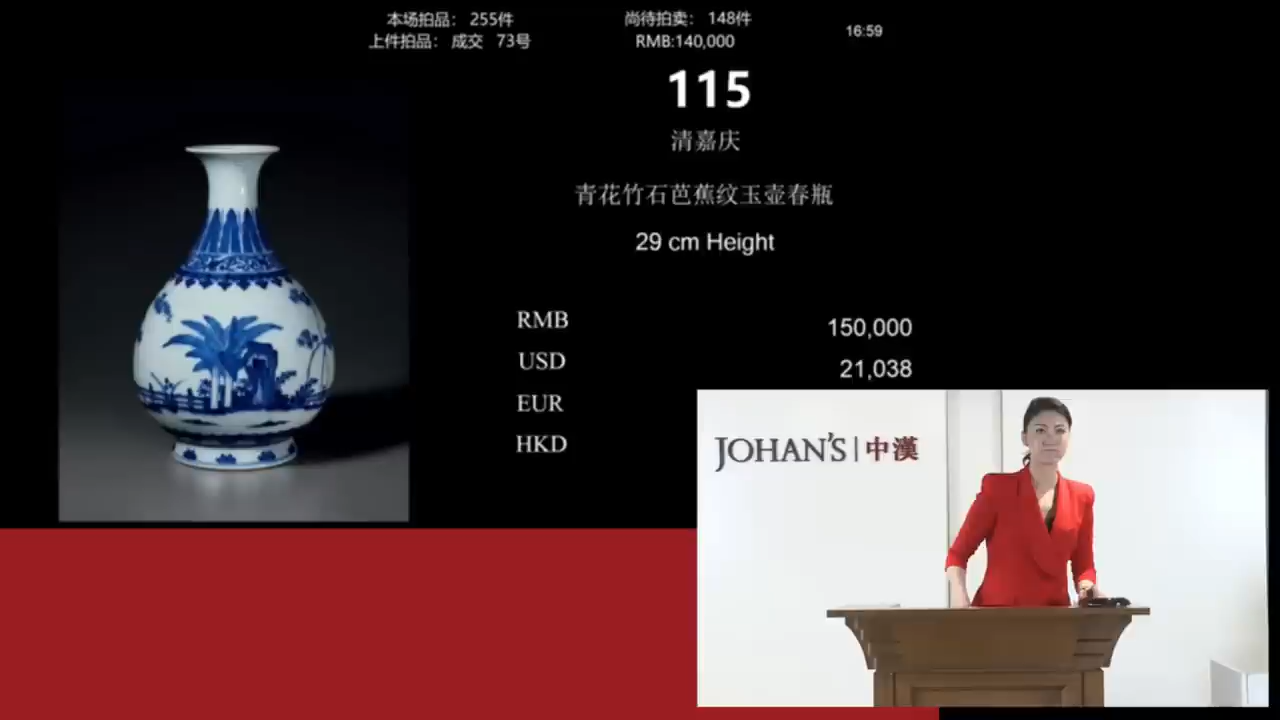 本场拍品： 255件
尚待拍卖： 148件
上件拍品： 成交 73号
RMB:140,000
16:59
115
清嘉庆
青花竹石芭蕉纹玉壶春瓶
29 cm Height
RMB 150,000
USD 21,038
EUR
HKD
JOHAN'S | 中漢